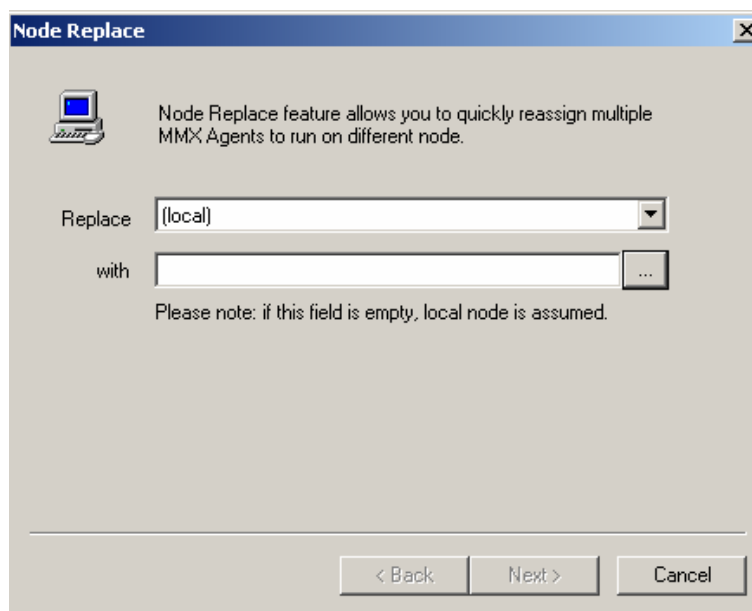 Node Replace
Node Replace feature allows you to quickly reassign multiple
MMX Agents to run on different node.
Replace (local)
with ...
Please note: if this field is empty, local node is assumed.
< Back Next > Cancel